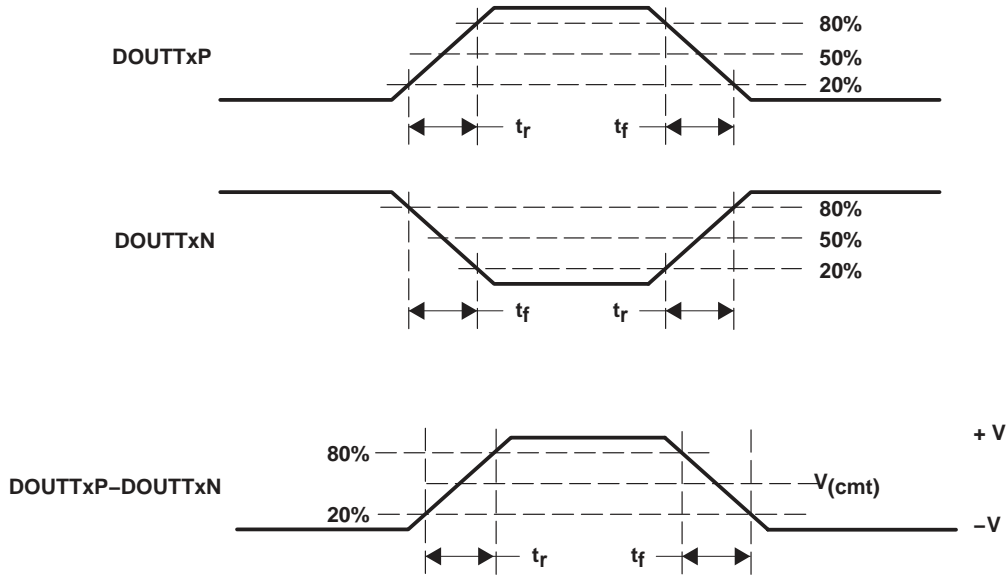 80%
DOUTTxP
50%
20%
tr
tf
80%
DOUTTxN
50%
20%
tf
tr
+ V
80%
DOUTTxP–DOUTTxN
V(cmt)
20%
–V
tr
tf